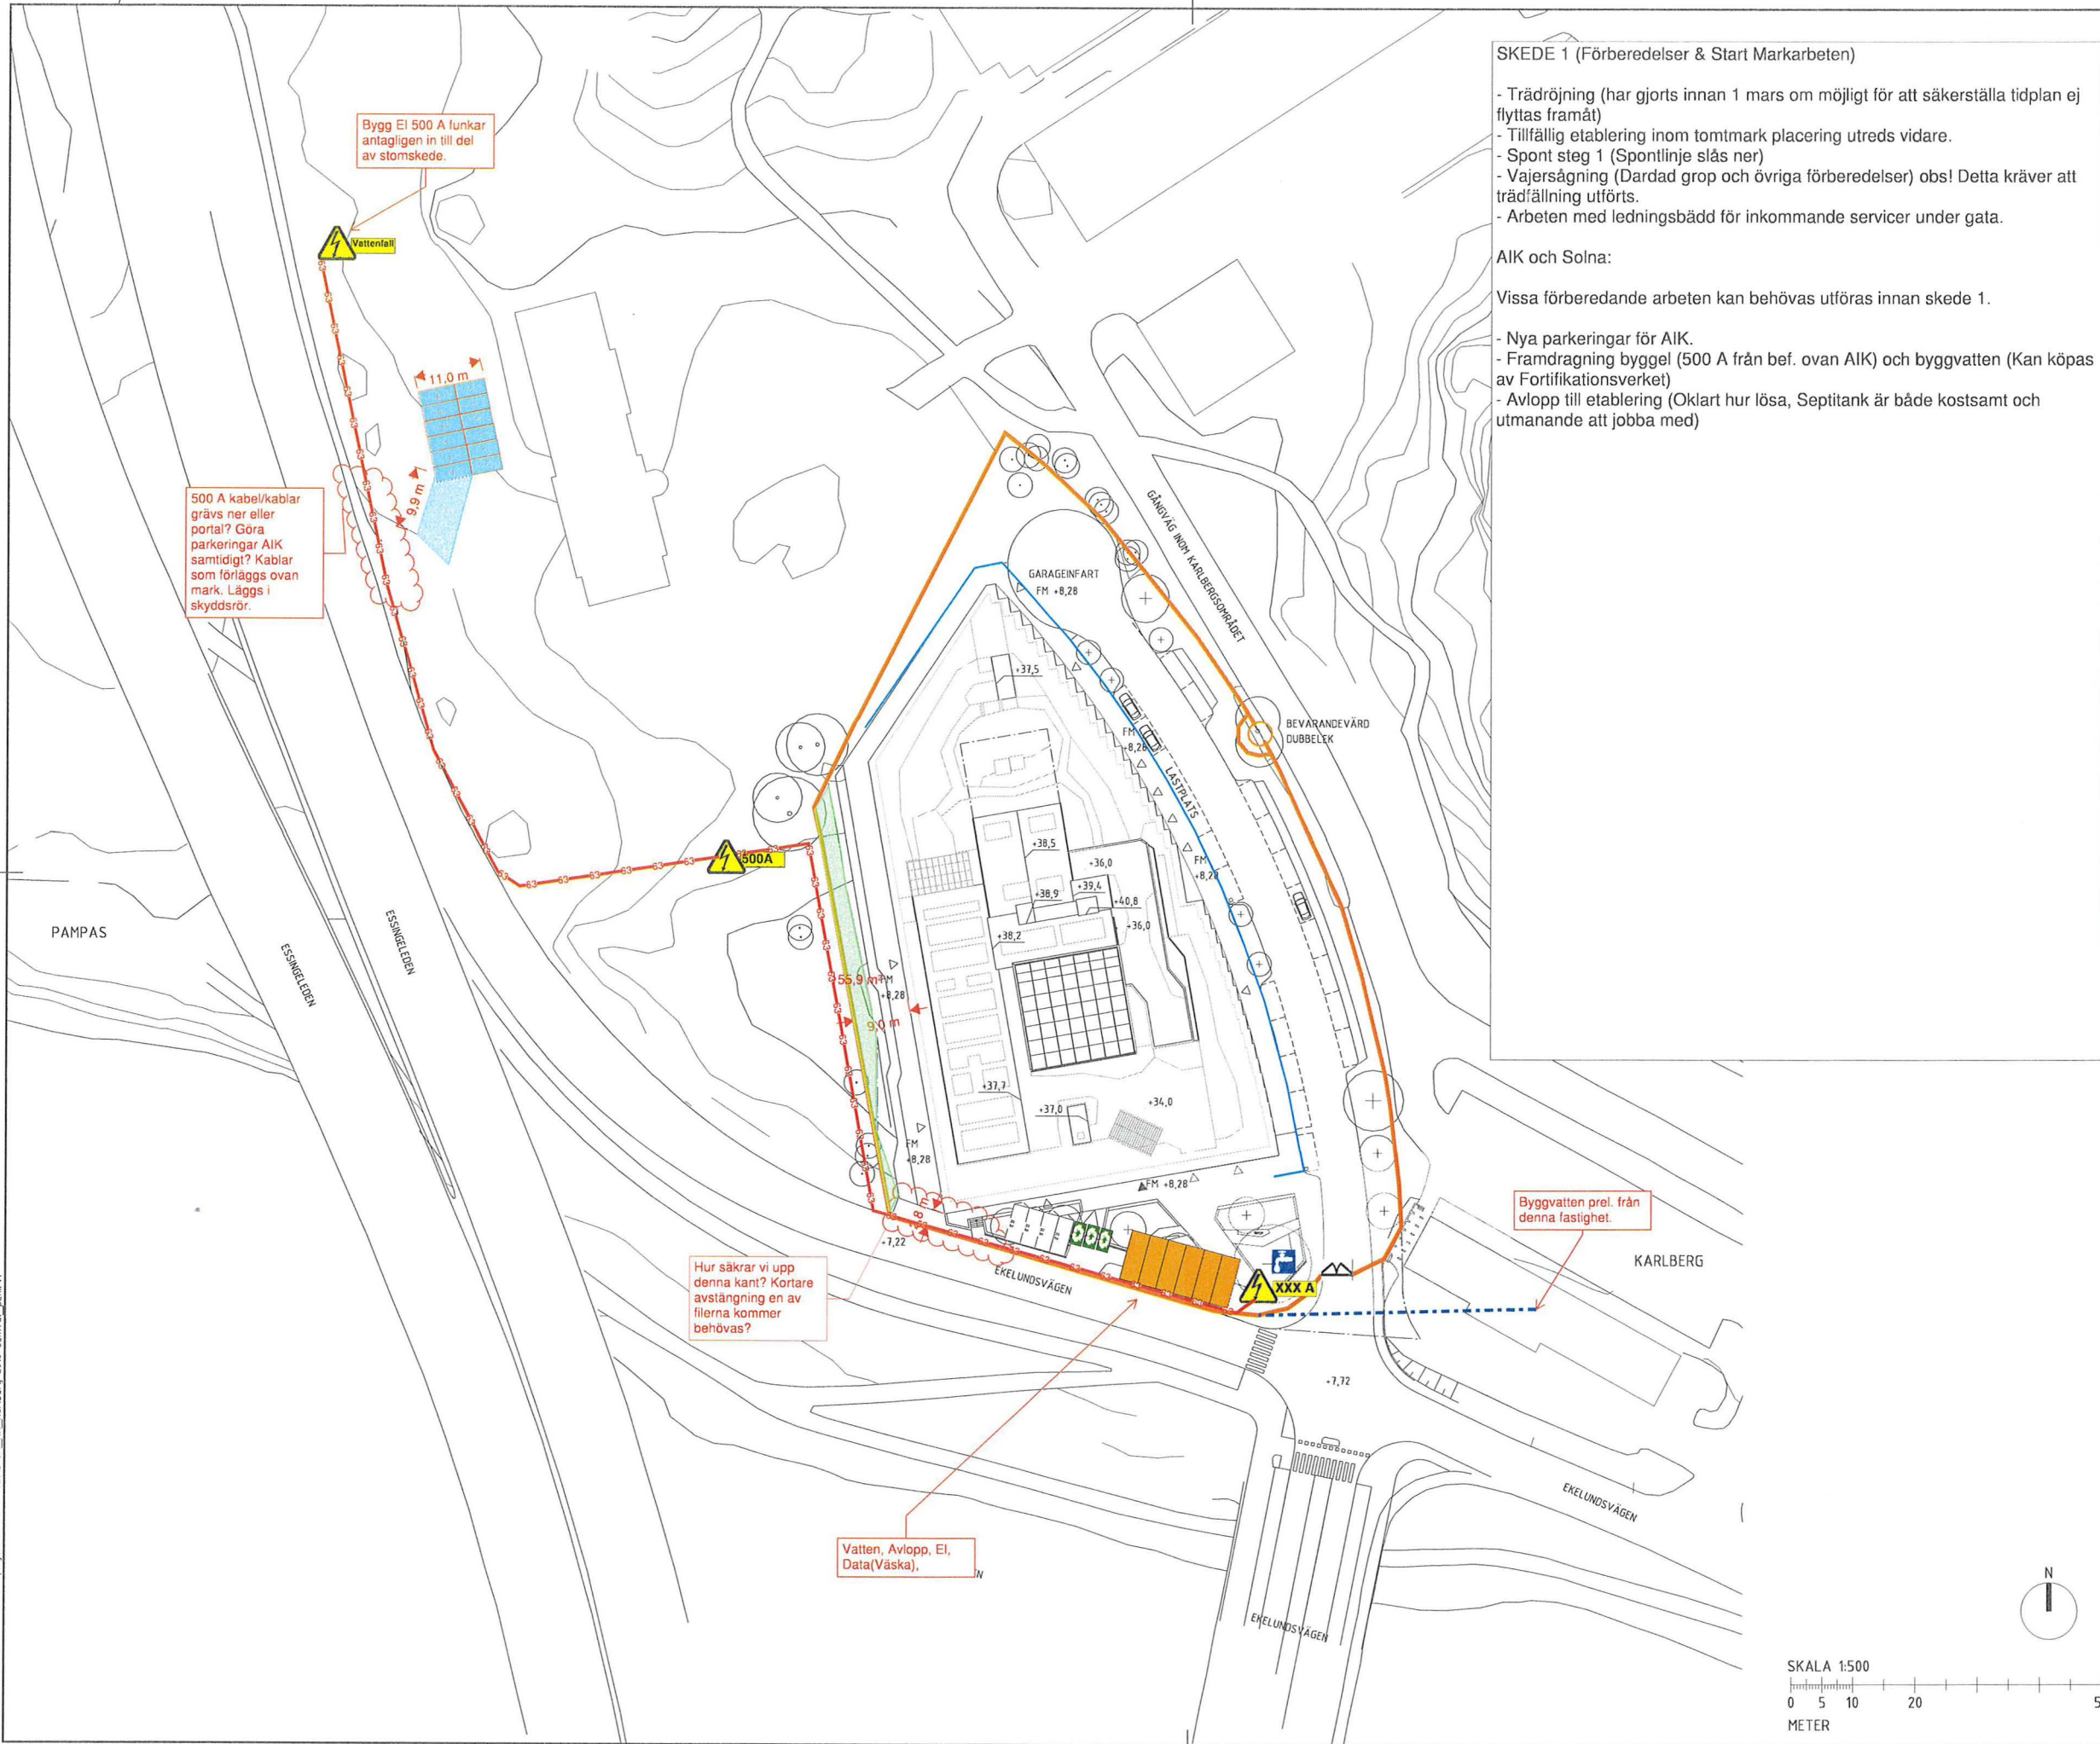 SKEDE 1 (Förberedelser & Start Markarbeten)
- Trädröjning (har gjorts innan 1 mars om möjligt för att säkerställa tidplan ej
flyttas framåt)
- Tillfällig etablering inom tomtmark placering utreds vidare.
- Spont steg 1 (Spontlinje slås ner)
- Vajersågning (Dardad grop och övriga förberedelser) obs! Detta kräver att
trädfällning utförts.
- Arbeten med ledningsbädd för inkommande servicer under gata.
AIK och Solna:
Vissa förberedande arbeten kan behövas utföras innan skede 1.
- Nya parkeringar för AIK.
- Framdragning byggel (500 A från bef. ovan AIK) och byggvatten (Kan köpas
av Fortifikationsverket)
- Avlopp till etablering (Oklart hur lösa, Septitank är både kostsamt och
utmanande att jobba med)
Bygg El 500 A funkar
antagligen in till del
av stomskede.
Vattenfall
11,0 m
9,9 m
500 A kabel/kablar
grävs ner eller
portal? Göra
parkeringar AIK
samtidigt? Kablar
som förläggs ovan
mark. Läggs i
skyddsrör.
GÅNGVÄG INOM KARLBERGSOMRÅDET
GARAGEINFART
FM +8,28
+37,5
BEVARANDEVÄRD
DUBBELEK
FM
+8,28
LASTPLATS
500A
+38,5
+36,0
FM
+8,28
+38,9
+39,4
+40,8
+36,0
+38,2
PAMPAS
ESSINGELEDEN
ESSINGELEDEN
55,9 m
FM
+8,28
9,0 m
+37,7
+37,0
+34,0
FM
+8,28
FM +8,28
8 m
+7,22
EKELUNDSVÄGEN
XXX A
Byggvatten prel. från
denna fastighet.
KARLBERG
Hur säkrar vi upp
denna kant? Kortare
avstängning en av
filerna kommer
behövas?
+7,72
EKELUNDSVÄGEN
Vatten, Avlopp, El,
Data(Väska),
N
EKELUNDSVÄGEN
N
SKALA 1:500
0 5 10 20 5
METER